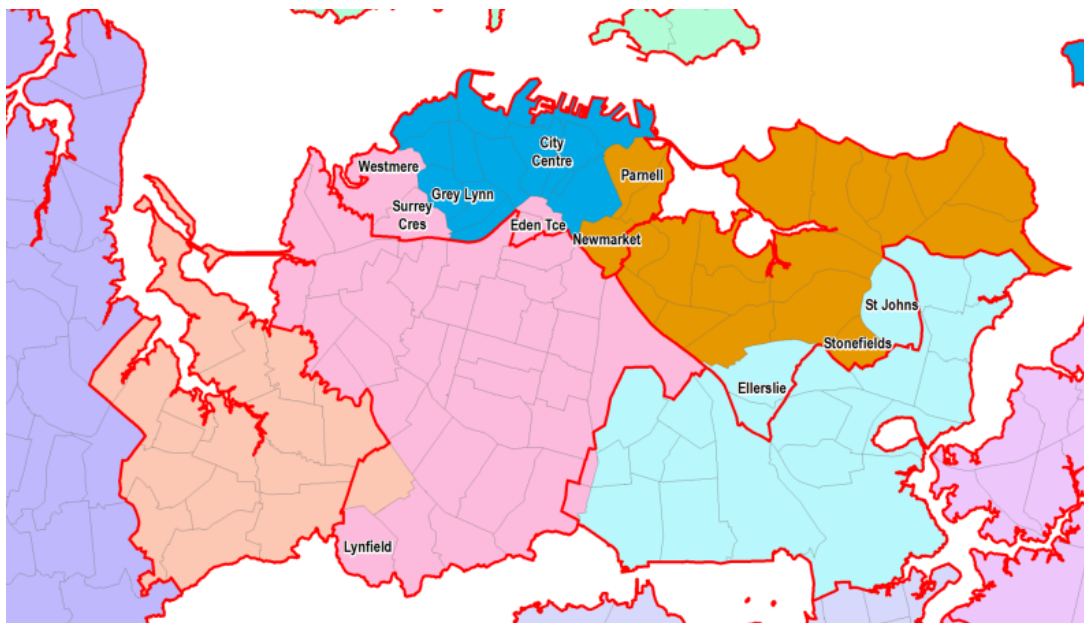 City
Centre
Westmere
Parnell
Grey Lynn
Surrey
Cres
Eden Tce
Newmarket
St Johns
Stonefields
Ellerslie
Lynfield